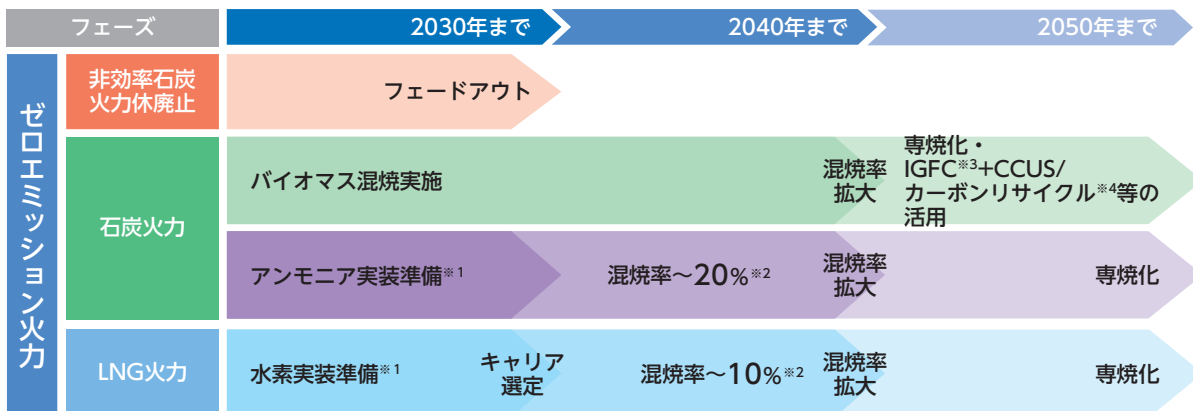 フェーズ
2030年まで
2040年まで
2050年まで
ゼロエミッション火力
非効率石炭
火力休廃止
フェードアウト
石炭火力
バイオマス混焼実施
混焼率
拡大
専焼化・
IGFC※3+CCUS/
カーボンリサイクル※4等の
活用
アンモニア実装準備※1
混焼率~20%※2
混焼率
拡大
専焼化
LNG火力
水素実装準備※1
キャリア
選定
混焼率~10%※2
混焼率
拡大
専焼化